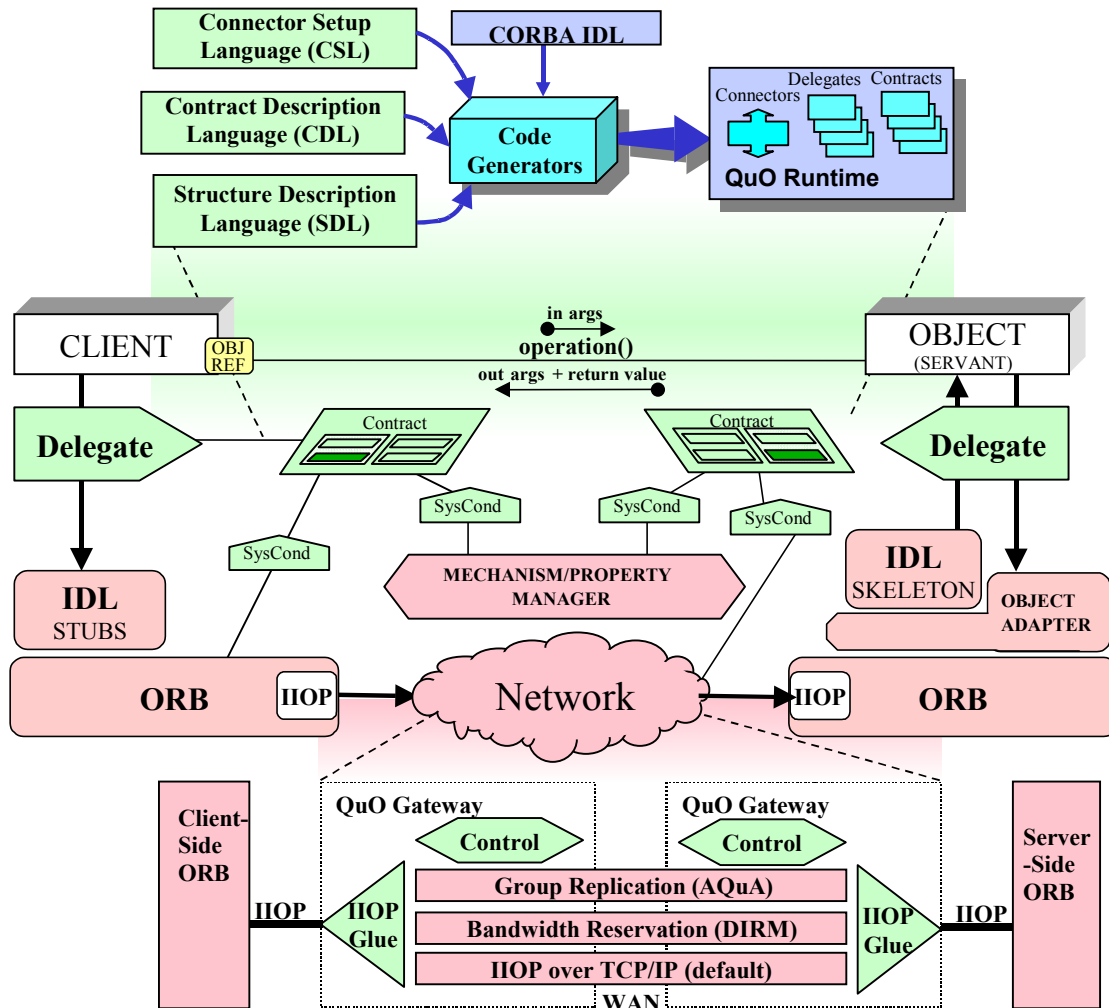 Connector Setup
Language (CSL)
CORBA IDL
Contract Description
Language (CDL)
Code
Generators
Delegates
Contracts
Connectors
QuO Runtime
Structure Description
Language (SDL)
CLIENT
OBJ
REF
in args
operation()
out args + return value
OBJECT
(SERVANT)
Delegate
Contract
Contract
Delegate
SysCond
SysCond
SysCond
SysCond
MECHANISM/PROPERTY
MANAGER
IDL
STUBS
IDL
SKELETON
OBJECT
ADAPTER
ORB
IIOP
Network
IIOP
ORB
Client-
Side
ORB
QuO Gateway
Control
QuO Gateway
Control
Server
-Side
ORB
Group Replication (AQuA)
IIOP
IIOP
Glue
Bandwidth Reservation (DIRM)
IIOP
Glue
IIOP
IIOP over TCP/IP (default)
WAN